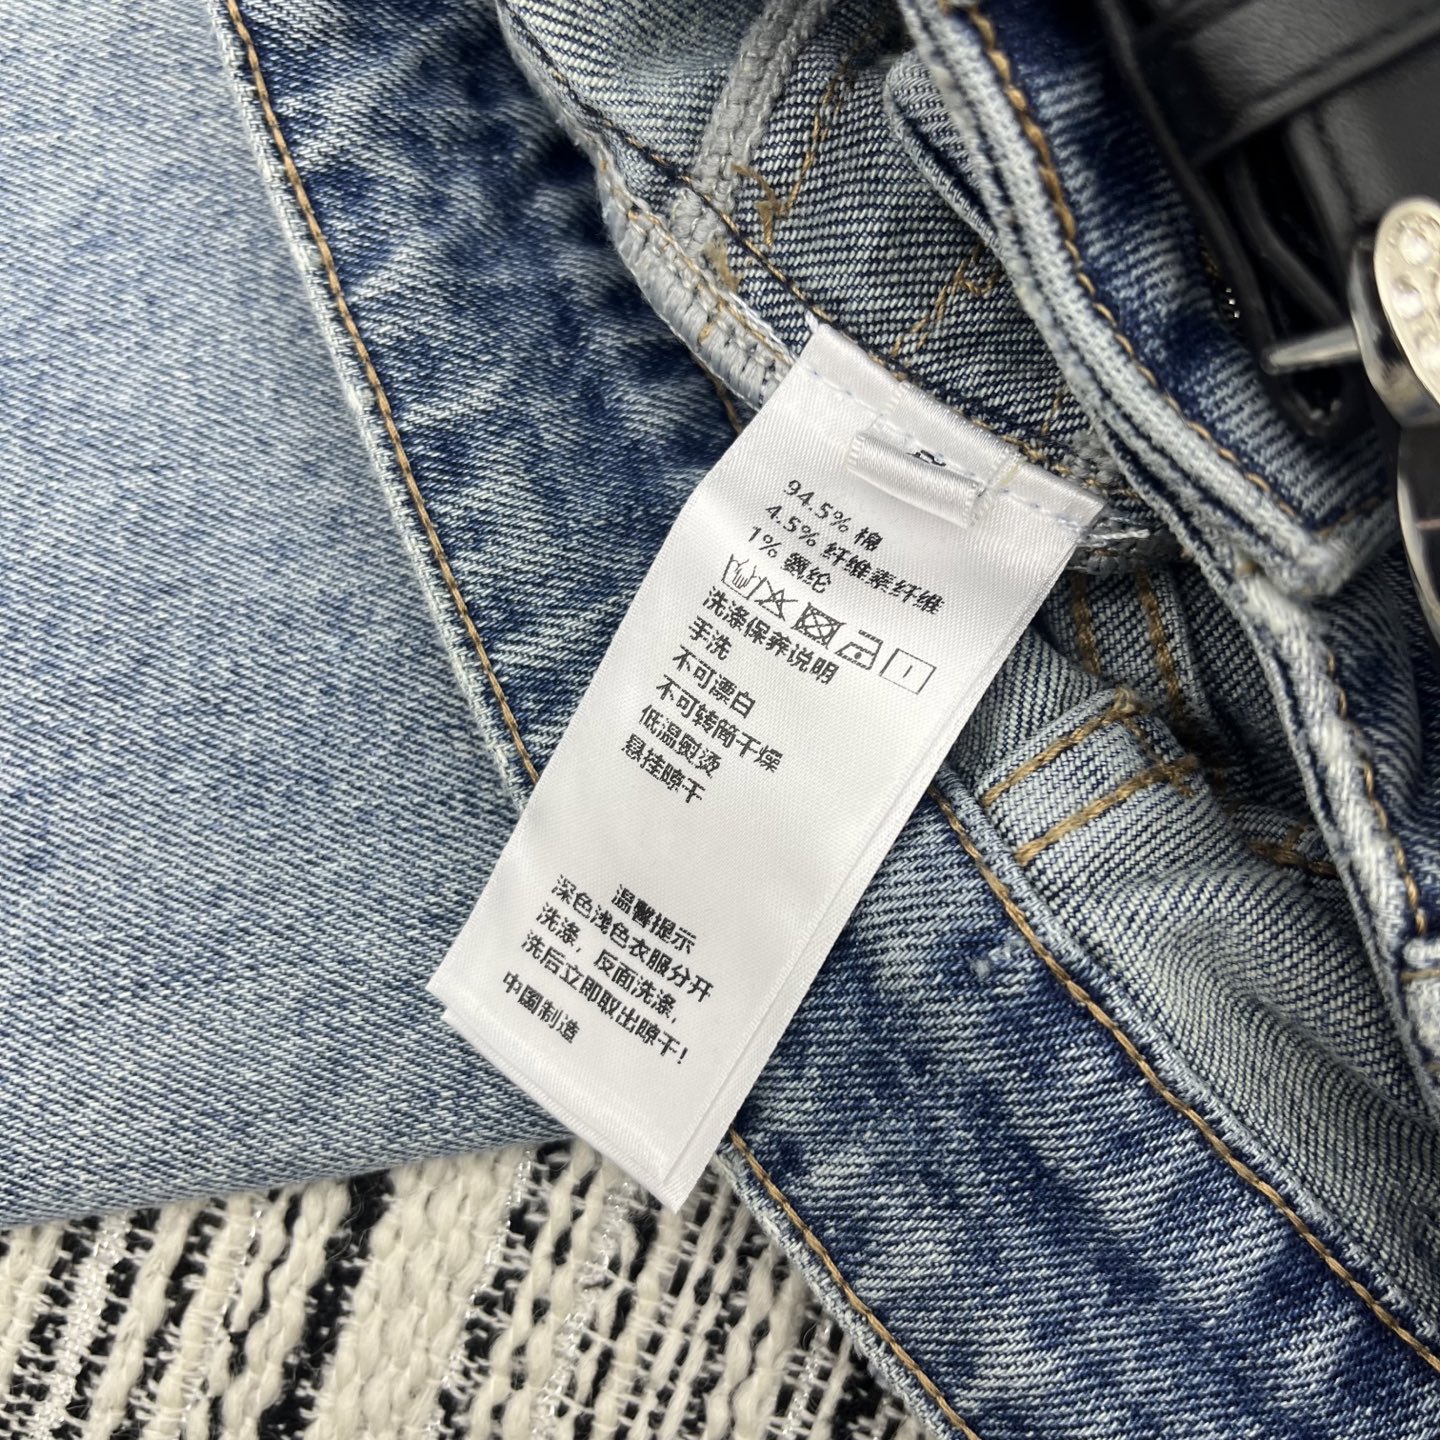 94.5% 棉
4.5% 纤维素纤维
1% 氨纶
洗涤保养说明
手洗
不可漂白
不可转筒干燥
低温熨烫
悬挂晾干
温馨提示
深色浅色衣服分开
洗涤，反面洗涤，
洗后立即取出晾干！
中国制造